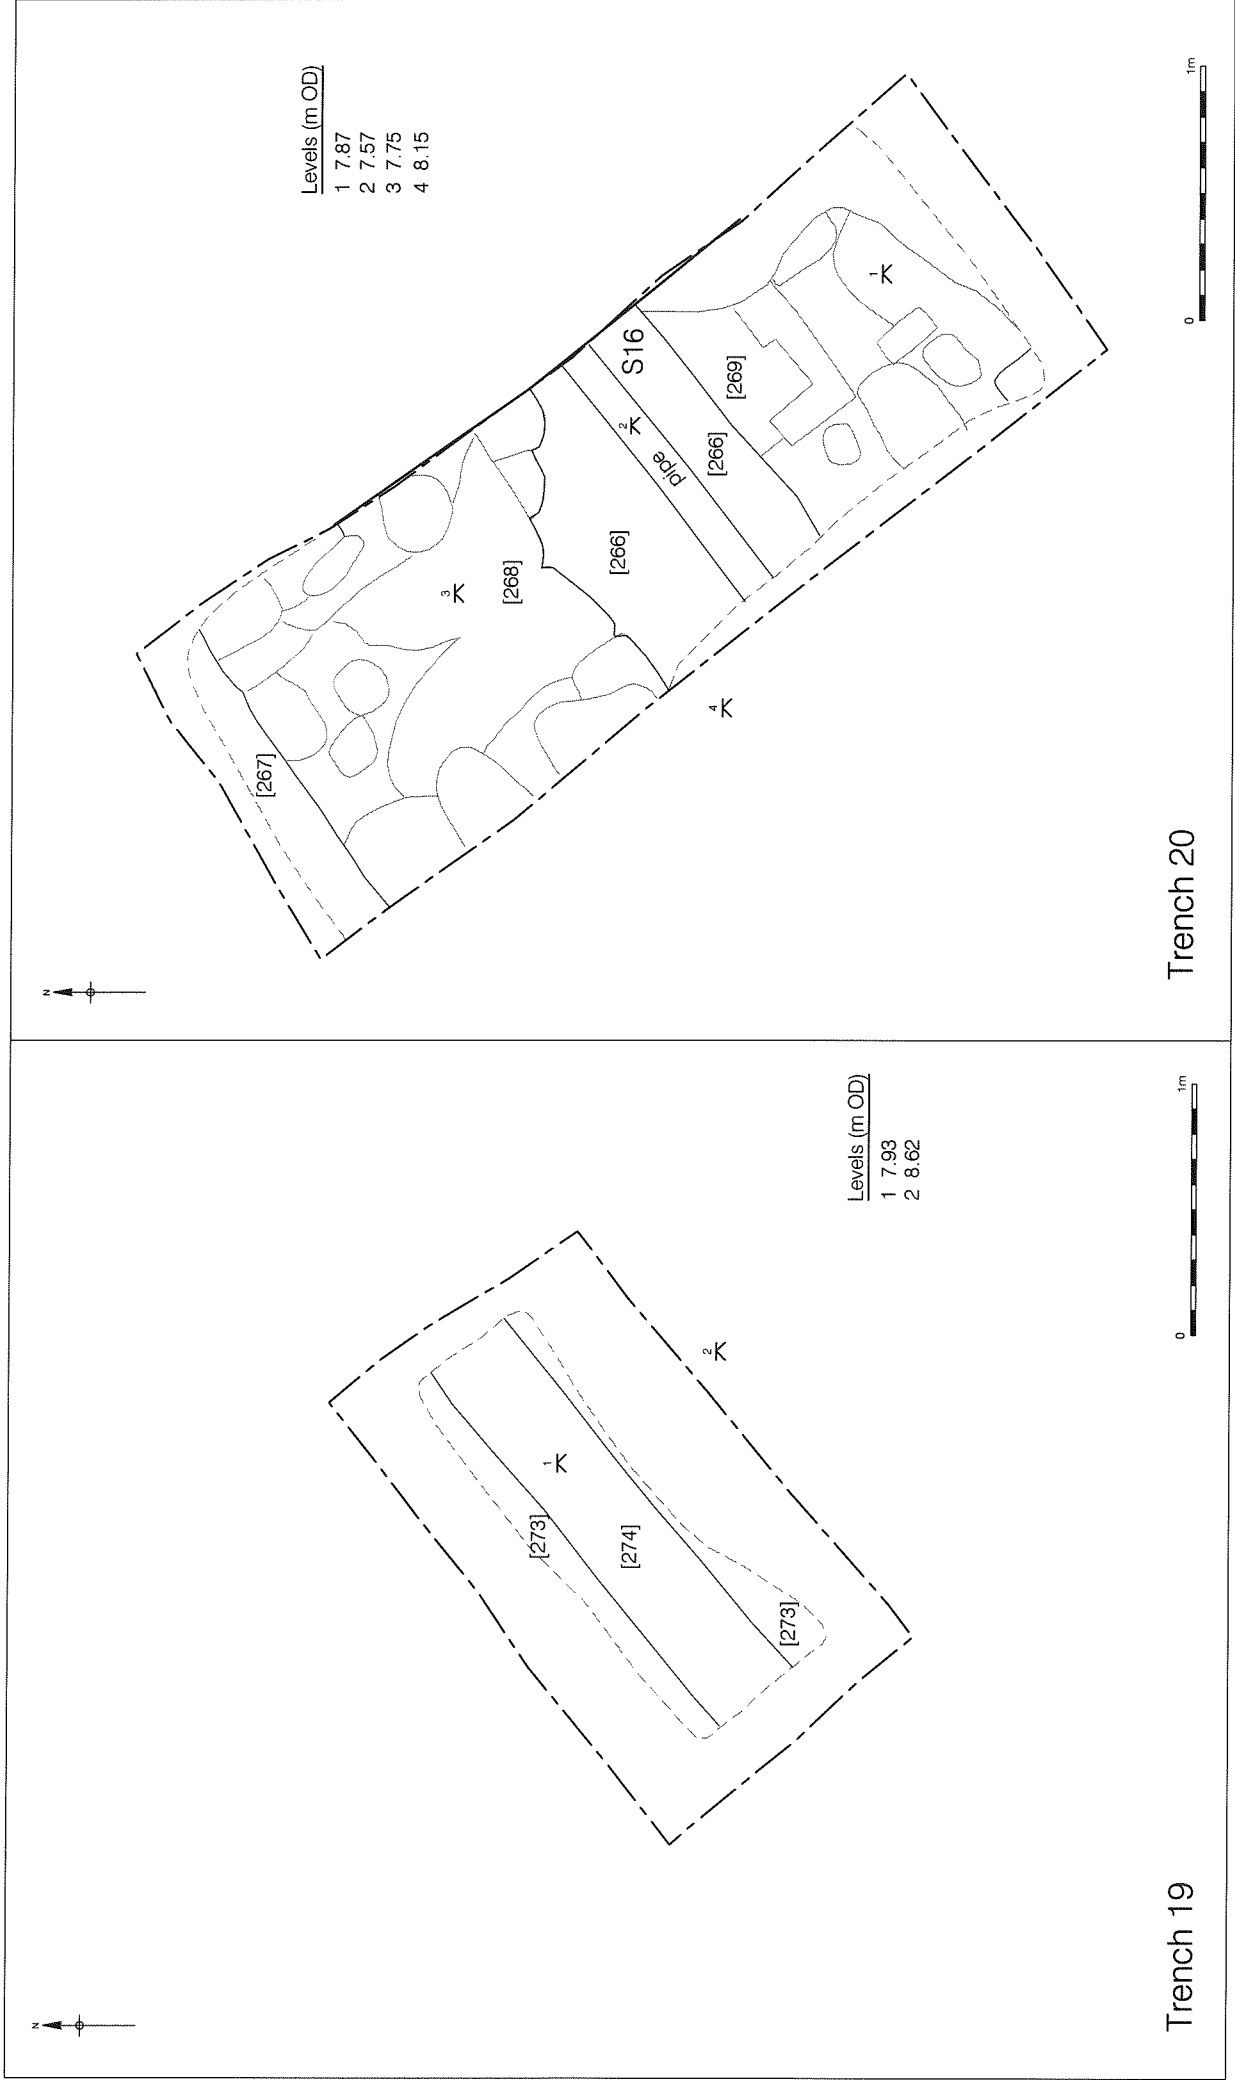 N
Levels (m OD)
1 7.87
2 7.57
3 7.75
4 8.15
[267]
3
[268]
[266]
2
pipe
[266]
S16
[269]
1
4
0
1m
Trench 20
N
[273]
1
[274]
[273]
2
Levels (m OD)
1 7.93
2 8.62
0
1m
Trench 19